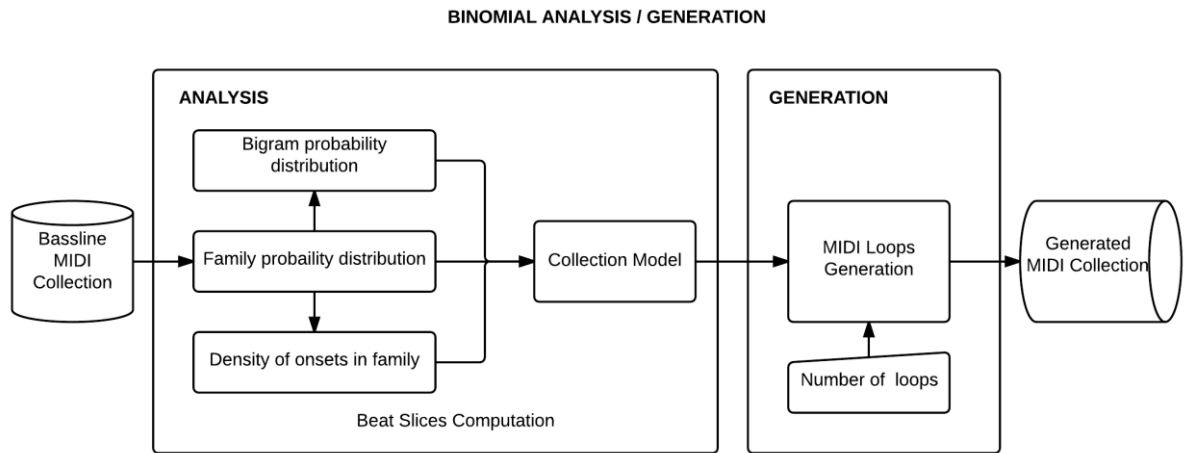 BINOMIAL ANALYSIS / GENERATION
ANALYSIS
GENERATION
Bigram probability
distribution
Bassline
MIDI
Collection
Family probaility distribution
Collection Model
MIDI Loops
Generation
Generated
MIDI Collection
Density of onsets in family
Number of loops
Beat Slices Computation